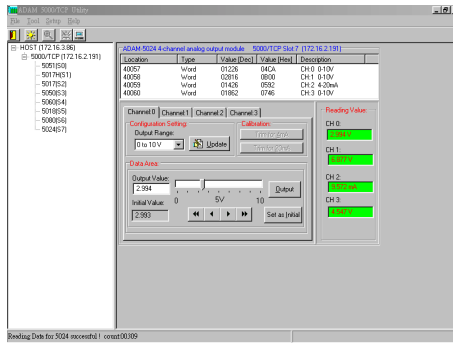 ADAM-5000/TCP Utility
File Tool Setup Help
HOST (172.16.3.86)
5000/TCP (172.16.2.191)
5051(S0)
5017H(S1)
5017(S2)
5050(S3)
5060(S4)
5018(S5)
5080(S6)
5024(S7)
ADAM-5024 4-channel analog output module 5000/TCP Slot:7 (172.16.2.191)
Location Type Value [Dec] Value [Hex] Description
40057 Word 01226 04CA CH:0 0-10V
40058 Word 02816 0B00 CH:1 0-10V
40059 Word 01426 0592 CH:2 4-20mA
40060 Word 01862 0746 CH:3 0-10V
Channel:0 Channel:1 Channel:2 Channel:3
Configuration Setting:
Output Range:
0 to 10 V
Update
Calibration:
Trim for 4mA
Trim for 20mA
Data Area:
Output Value:
2.994
0 5V 10
Output
Initial Value:
2.993
Set as Initial
Reading Value:
CH 0:
2.994 V
CH 1:
6.877 V
CH 2:
9.572 mA
CH 3:
4.547 V
Reading Data for 5024 successful ! count:00309